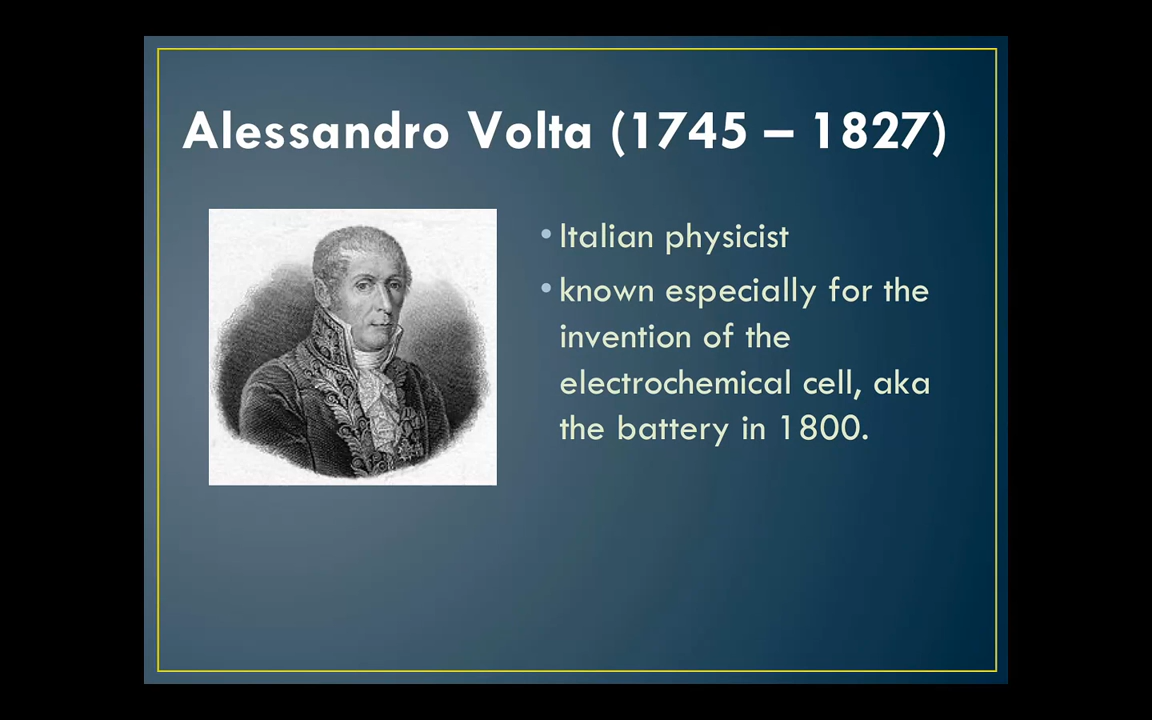 Alessandro Volta (1745 – 1827)
•Italian physicist
•known especially for the
invention of the
electrochemical cell, aka
the battery in 1800.